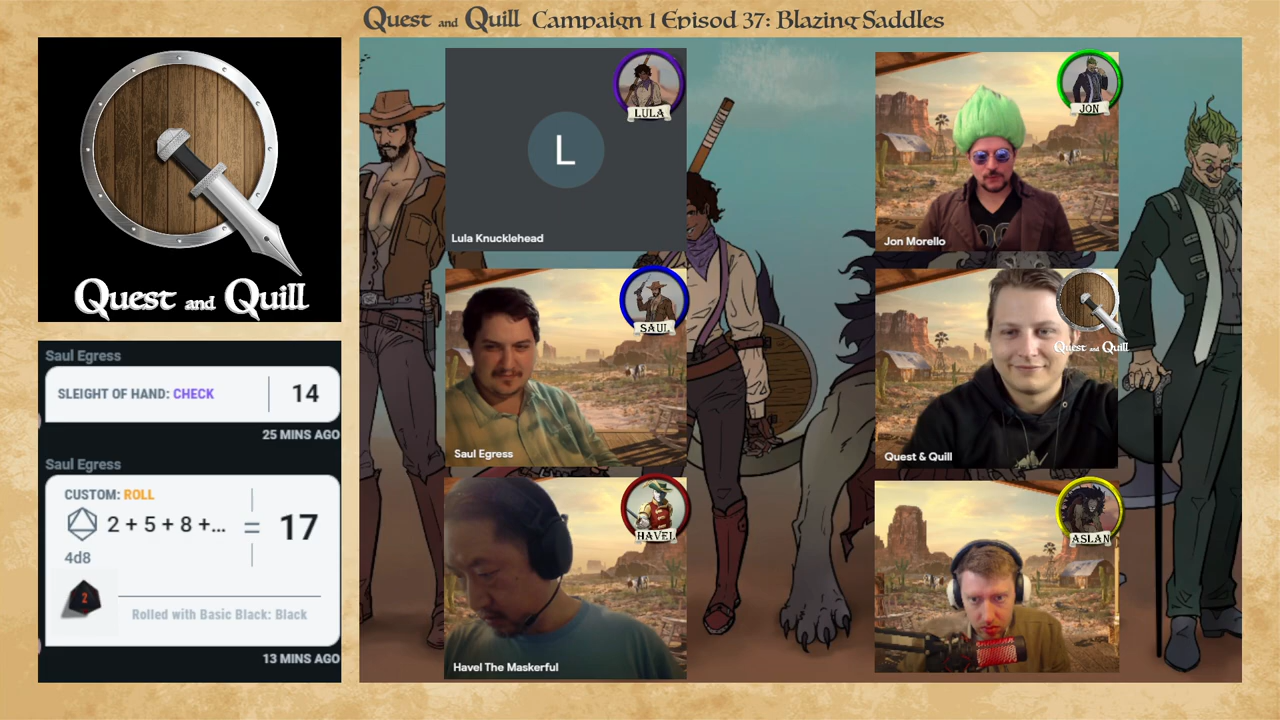 Quest and Quill Campaign 1 Episod 37: Blazing Saddles
Quest and Quill
Saul Egress
SLEIGHT OF HAND: CHECK
14
25 MINS AGO
Saul Egress
CUSTOM: ROLL
2 + 5 + 8 +... = 17
4d8
2
Rolled with Basic Black: Black
13 MINS AGO
LULA
L
Lula Knucklehead
JON
Jon Morello
SAUL
Saul Egress
Quest and Quill
Quest & Quill
HAVEL
Havel The Maskerful
ASLAN